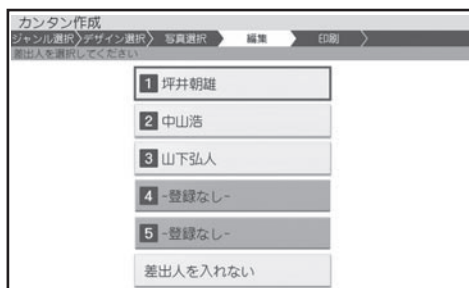 カンタン作成
ジャンル選択〉デザイン選択〉写真選択 編集 印刷
差出人を選択してください
1 坪井朝雄
2 中山浩
3 山下弘人
4 -登録なし-
5 -登録なし-
差出人を入れない